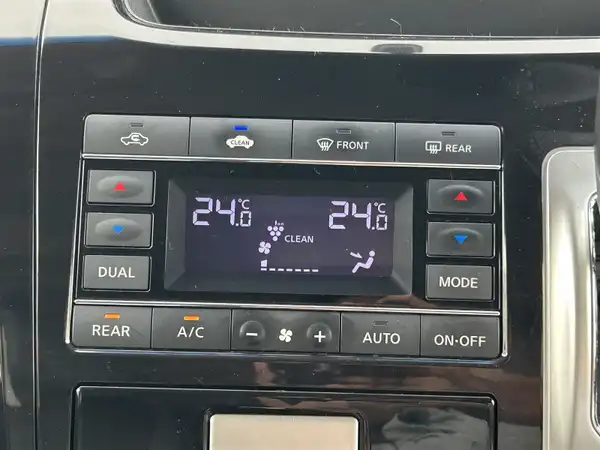 CLEAN
FRONT
REAR
24.0°C
24.0°C
CLEAN
DUAL
MODE
REAR
A/C
− +
AUTO
ON·OFF